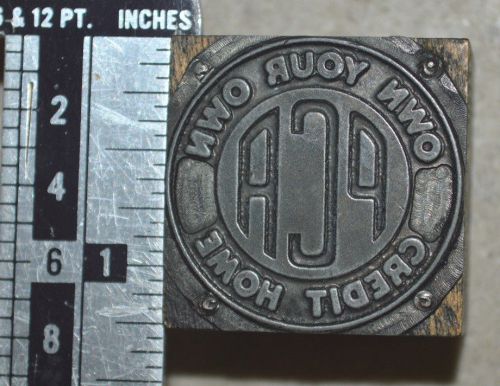 6 & 12 PT. INCHES
2
4
6 1
8
OWN YOUR OWN
PCA
CREDIT HOME